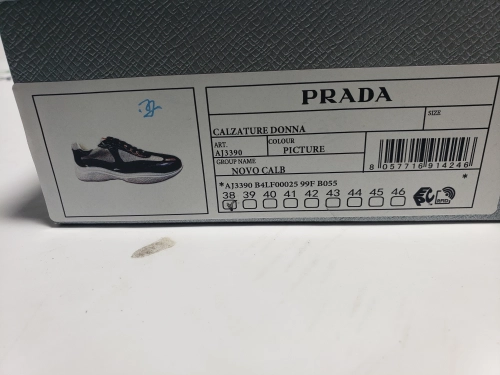 PRADA
SIZE
CALZATURE DONNA
ART.
AJ3390
COLOUR
PICTURE
GROUP NAME
NOVO CALB
8 057716 914246
*AJ3390 B4LF00025 99F B055 *
38 39 40 41 42 43 44 45 46